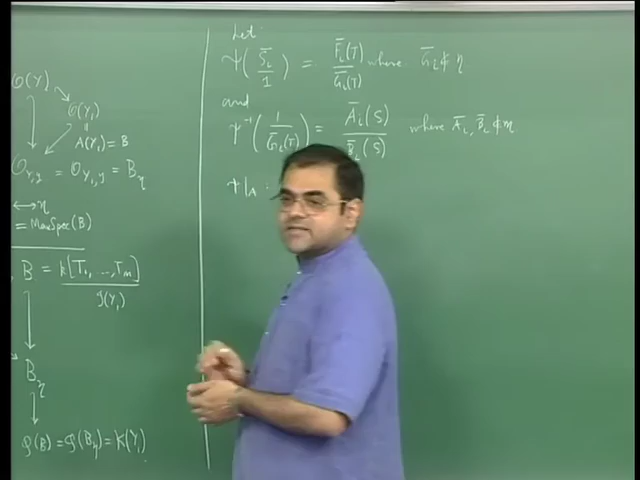 O(Y)
O(Y₁)
=
A(Y₁) = B
O_{Y,y} = O_{Y₁,y} = B_η
↔ η
= MaxSpec(B)
B = k[T₁, ..., Tₘ] / 𝓘(Y₁)
B_η
Q(B) = Q(B_η) = K(Y₁)
Let
ψ(S̄ᵢ/1) = F̄ᵢ(T)/Ḡᵢ(T) where Ḡᵢ ∉ η
and
ψ⁻¹(1/Ḡᵢ(T)) = Āᵢ(S)/B̄ᵢ(S) where Āᵢ, B̄ᵢ ∉ m
ψ|_A :